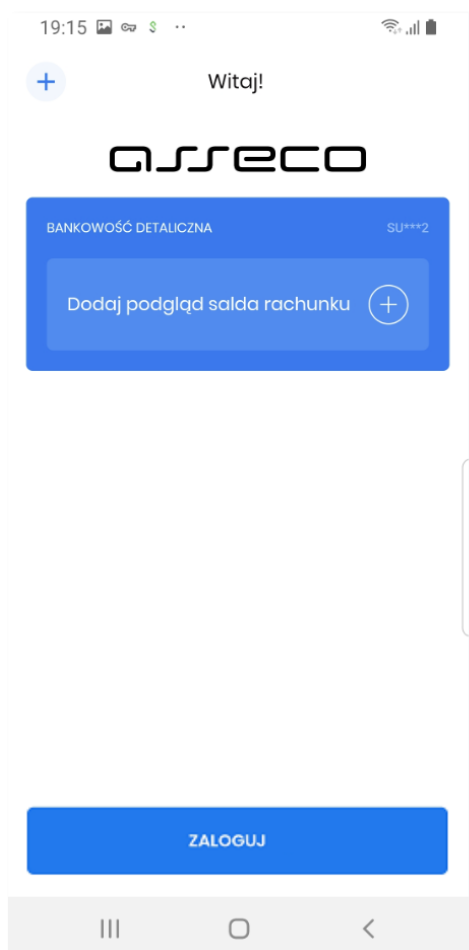 19:15
Witaj!
asseco
BANKOWOŚĆ DETALICZNA SU***2
Dodaj podgląd salda rachunku
ZALOGUJ